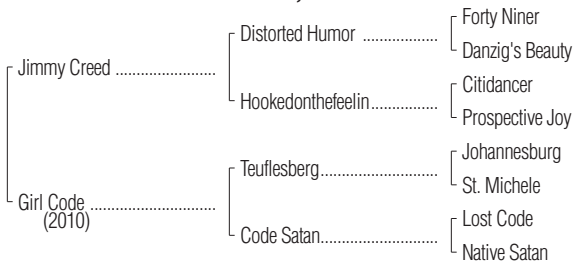 Forty Niner
Distorted Humor ..................
Danzig's Beauty
Jimmy Creed ........................
Citidancer
Hookedonthefeelin................
Prospective Joy
Johannesburg
Teuflesberg............................
St. Michele
Girl Code ..............................
(2010)
Lost Code
Code Satan............................
Native Satan